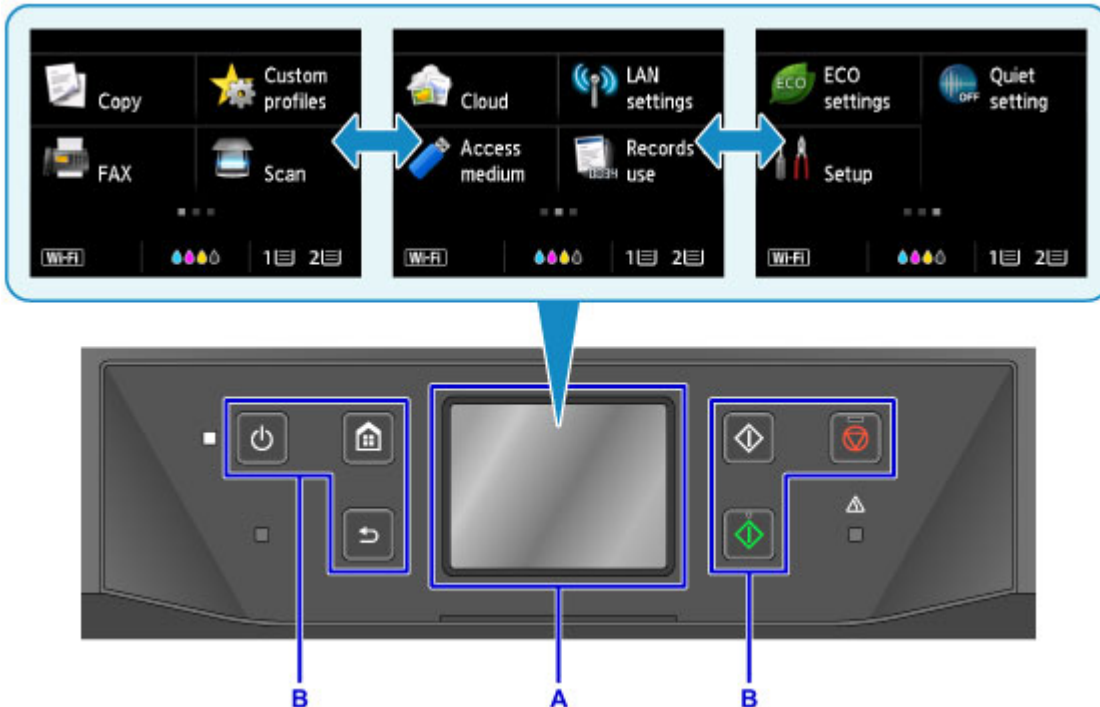 Copy
Custom
profiles
FAX
Scan
Wi-Fi
1 2
Cloud
LAN
settings
Access
medium
Records
use
Wi-Fi
1 2
ECO
ECO
settings
OFF
Quiet
setting
Setup
Wi-Fi
1 2
B
A
B